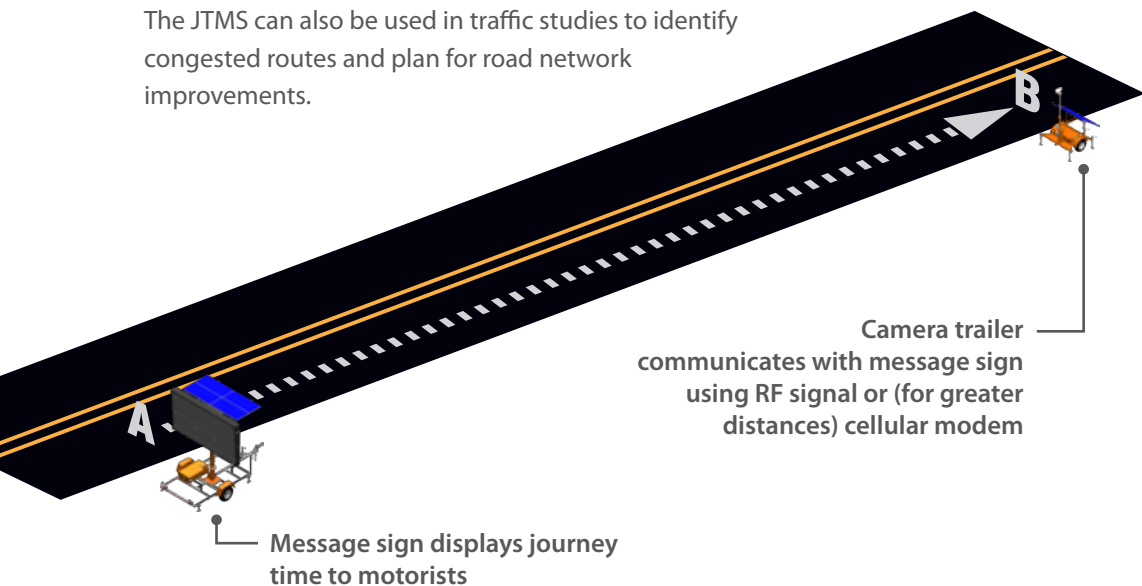 The JTMS can also be used in traffic studies to identify
congested routes and plan for road network
improvements.
B
Camera trailer
communicates with message sign
using RF signal or (for greater
distances) cellular modem
A
Message sign displays journey
time to motorists